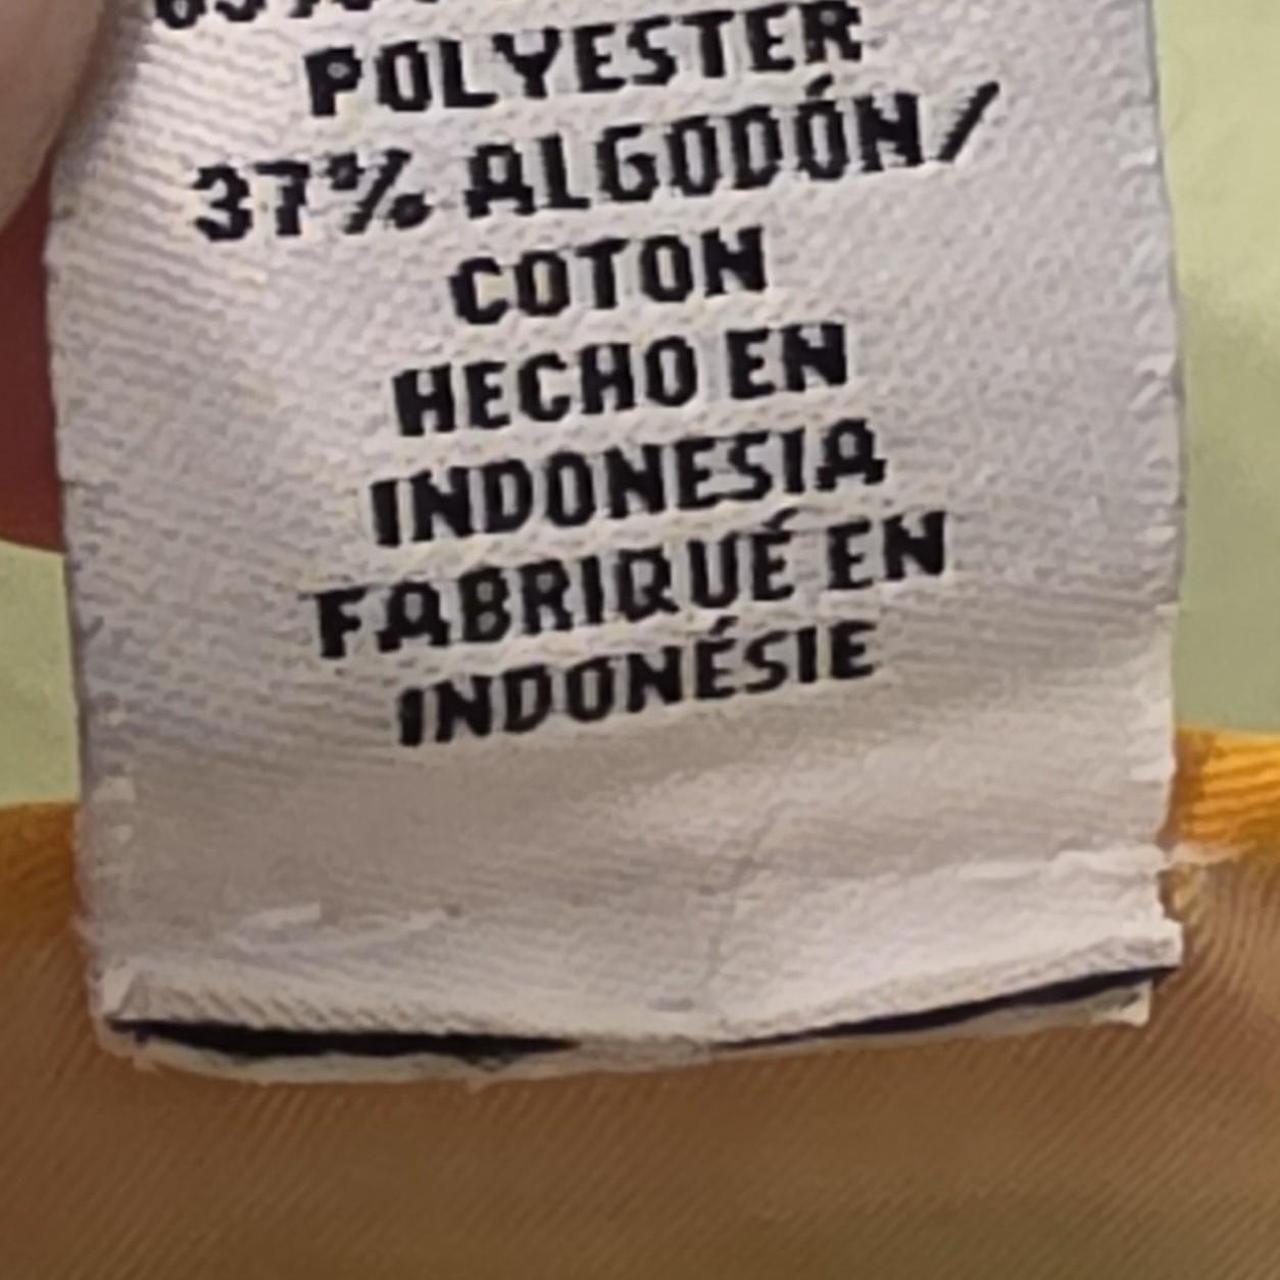 POLYESTER
37% ALGODÓN/
COTON
HECHO EN
INDONESIA
FABRIQUÉ EN
INDONÉSIE